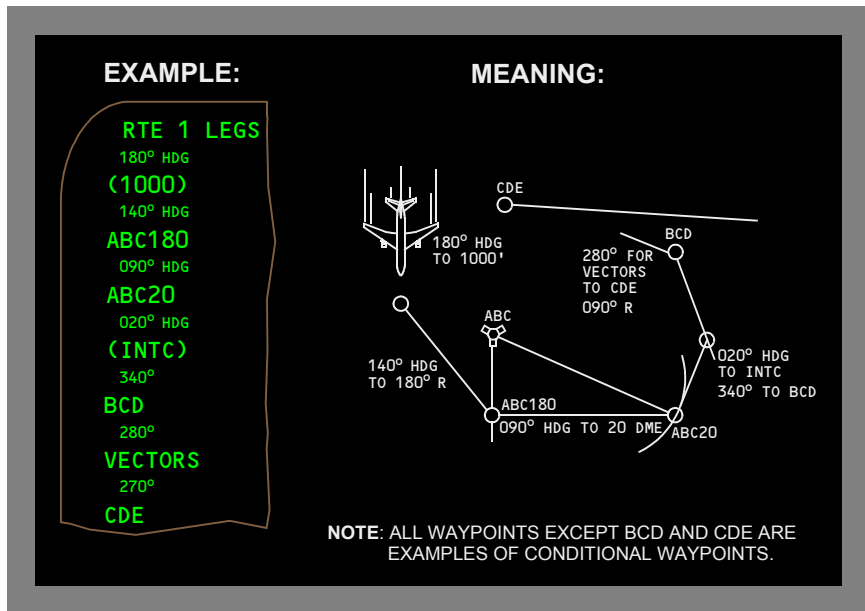 EXAMPLE:
MEANING:
RTE 1 LEGS
180° HDG
(1000)
140° HDG
ABC180
090° HDG
ABC20
020° HDG
(INTC)
340°
BCD
280°
VECTORS
270°
CDE
CDE
180° HDG
TO 1000'
BCD
280° FOR
VECTORS
TO CDE
090° R
ABC
140° HDG
TO 180° R
020° HDG
TO INTC
340° TO BCD
ABC180
090° HDG TO 20 DME
ABC20
NOTE: ALL WAYPOINTS EXCEPT BCD AND CDE ARE
EXAMPLES OF CONDITIONAL WAYPOINTS.